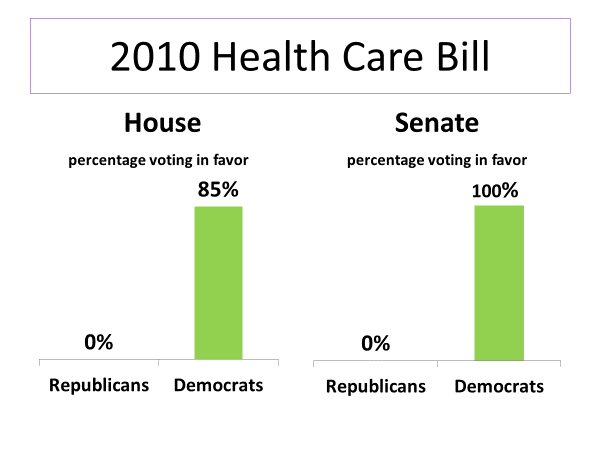 2010 Health Care Bill
House
percentage voting in favor
85%
0%
Republicans Democrats
Senate
percentage voting in favor
100%
0%
Republicans Democrats